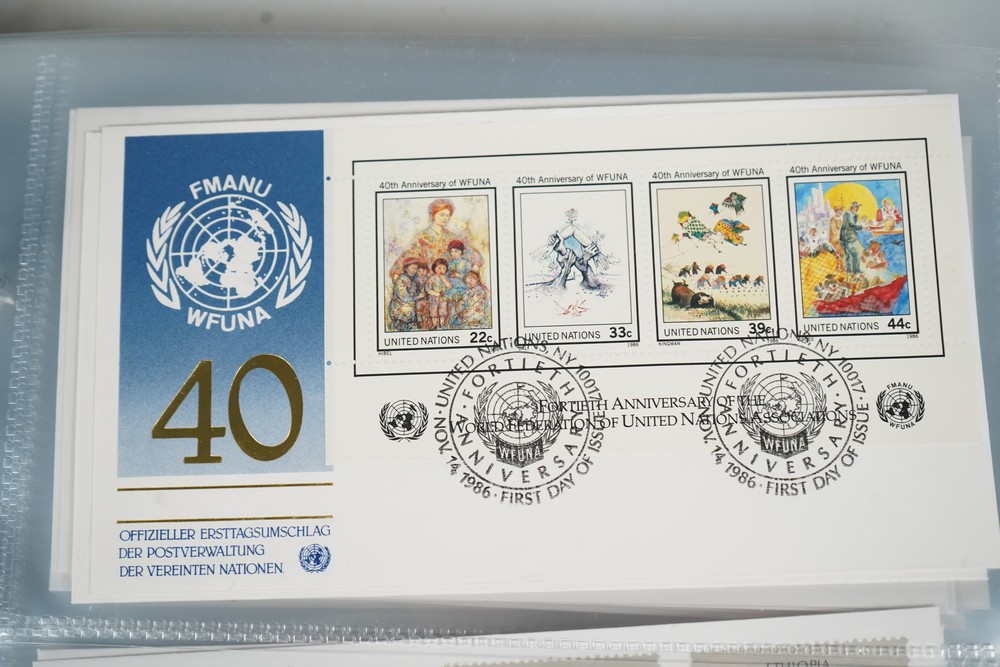 FMANU
WFUNA
40
OFFIZIELLER ERSTTAGSUMSCHLAG
DER POSTVERWALTUNG
DER VEREINTEN NATIONEN
40th Anniversary of WFUNA
UNITED NATIONS 22c
HIBEL
40th Anniversary of WFUNA
UNITED NATIONS 33c
1986
40th Anniversary of WFUNA
UNITED NATIONS 39c
KINGMAN
40th Anniversary of WFUNA
UNITED NATIONS 44c
1986
FORTIETH ANNIVERSARY OF THE
WORLD FEDERATION OF UNITED NATIONS ASSOCIATIONS
FMANU
WFUNA
UNITED NATIONS, NY 10017
NOV. 14, 1986 · FIRST DAY OF ISSUE
FORTIETH
ANNIVERSARY
WFUNA
UNITED NATIONS, NY 10017
NOV. 14, 1986 · FIRST DAY OF ISSUE
FORTIETH
ANNIVERSARY
WFUNA
ETHIOPIA